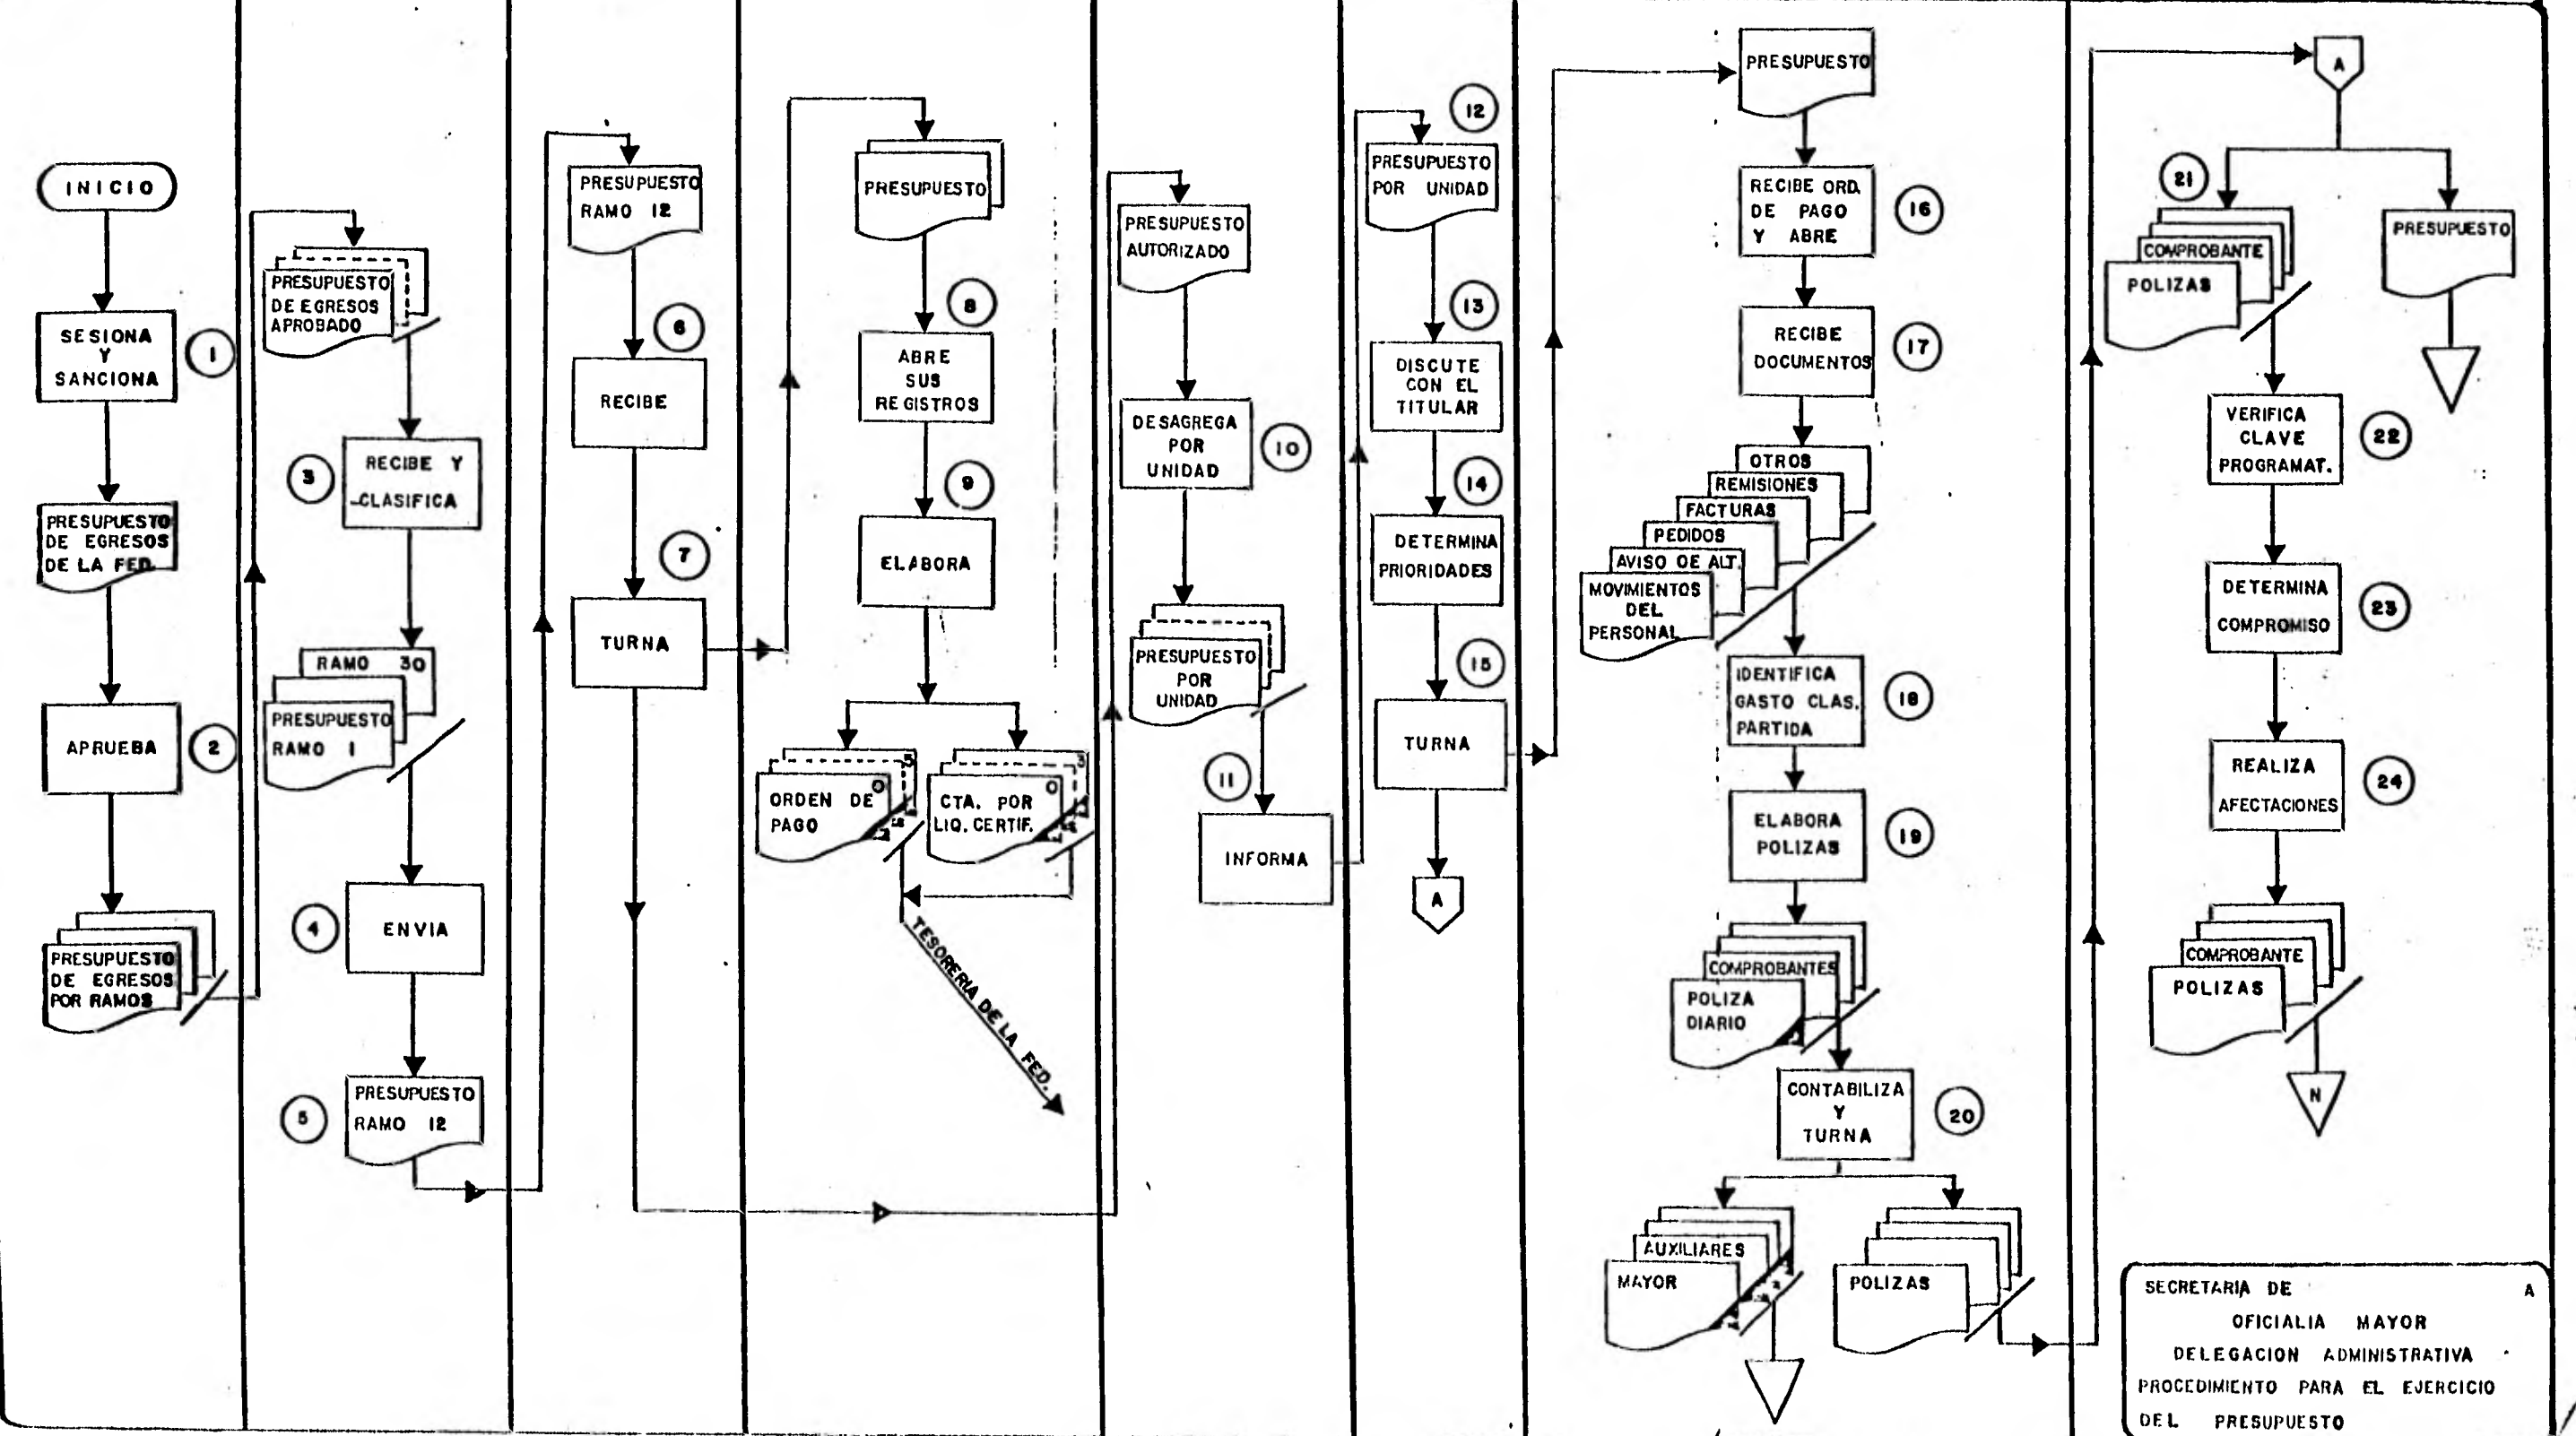 INICIO
SESIONA
Y
SANCIONA
1
PRESUPUESTO
DE EGRESOS
DE LA FED.
APRUEBA
2
PRESUPUESTO
DE EGRESOS
POR RAMOS
PRESUPUESTO
DE EGRESOS
APROBADO
3
RECIBE Y
CLASIFICA
RAMO 30
PRESUPUESTO
RAMO 1
4
ENVIA
5
PRESUPUESTO
RAMO 12
PRESUPUESTO
RAMO 12
6
RECIBE
7
TURNA
PRESUPUESTO
8
ABRE
SUS
REGISTROS
9
ELABORA
5
O
ORDEN DE
PAGO
3
O
CTA. POR
LIQ. CERTIF.
TESORERIA DE LA FED.
PRESUPUESTO
AUTORIZADO
DESAGREGA
POR
UNIDAD
10
PRESUPUESTO
POR
UNIDAD
11
INFORMA
12
PRESUPUESTO
POR UNIDAD
13
DISCUTE
CON EL
TITULAR
14
DETERMINA
PRIORIDADES
15
TURNA
A
PRESUPUESTO
RECIBE ORD.
DE PAGO
Y ABRE
16
RECIBE
DOCUMENTOS
17
OTROS
REMISIONES
FACTURAS
PEDIDOS
AVISO DE ALT.
MOVIMIENTOS
DEL
PERSONAL
IDENTIFICA
GASTO CLAS.
PARTIDA
18
ELABORA
POLIZAS
19
COMPROBANTES
POLIZA
DIARIO
CONTABILIZA
Y
TURNA
20
AUXILIARES
MAYOR
POLIZAS
A
21
COMPROBANTE
POLIZAS
PRESUPUESTO
VERIFICA
CLAVE
PROGRAMAT.
22
DETERMINA
COMPROMISO
23
REALIZA
AFECTACIONES
24
COMPROBANTE
POLIZAS
N
SECRETARIA DE A
OFICIALIA MAYOR
DELEGACION ADMINISTRATIVA
PROCEDIMIENTO PARA EL EJERCICIO
DEL PRESUPUESTO